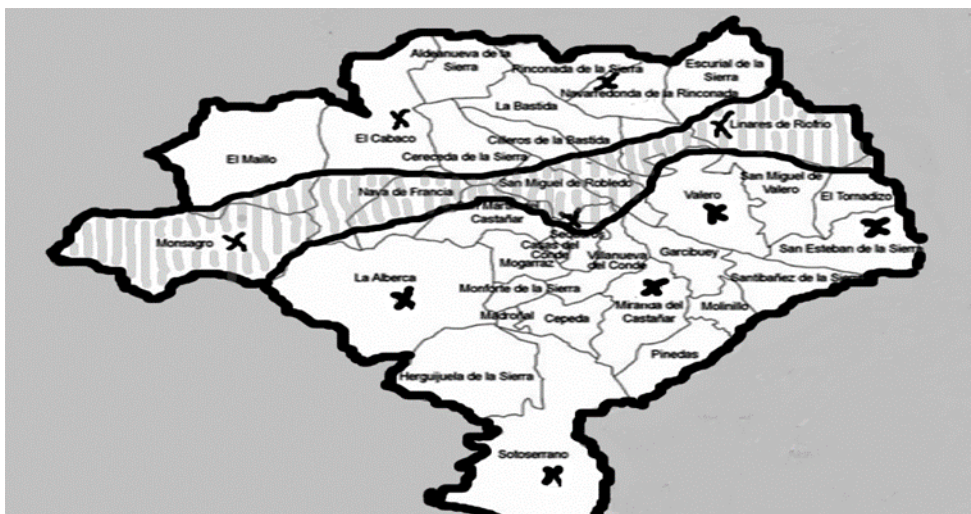 Aldeanueva de la
Sierra
Rinconada de la Sierra
Escurial de la
Sierra
Navarredonda de la Rinconada
La Bastida
Linares de Riofrío
El Cabaco
Cilleros de la Bastida
Cereceda de la Sierra
El Maillo
Nava de Francia
San Miguel de Robledo
San Miguel de
Valero
Valero
El Tornadizo
Castañar
Monsagro
San Esteban de la Sierra
Casas del
Conde
Mogarraz
Villanueva
del Conde
Garcibuey
La Alberca
Santibañez de la Sierra
Monforte de la Sierra
Miranda del
Castañar
Molinillo
Madroñal
Cepeda
Pinedas
Herguijuela de la Sierra
Sotoserrano